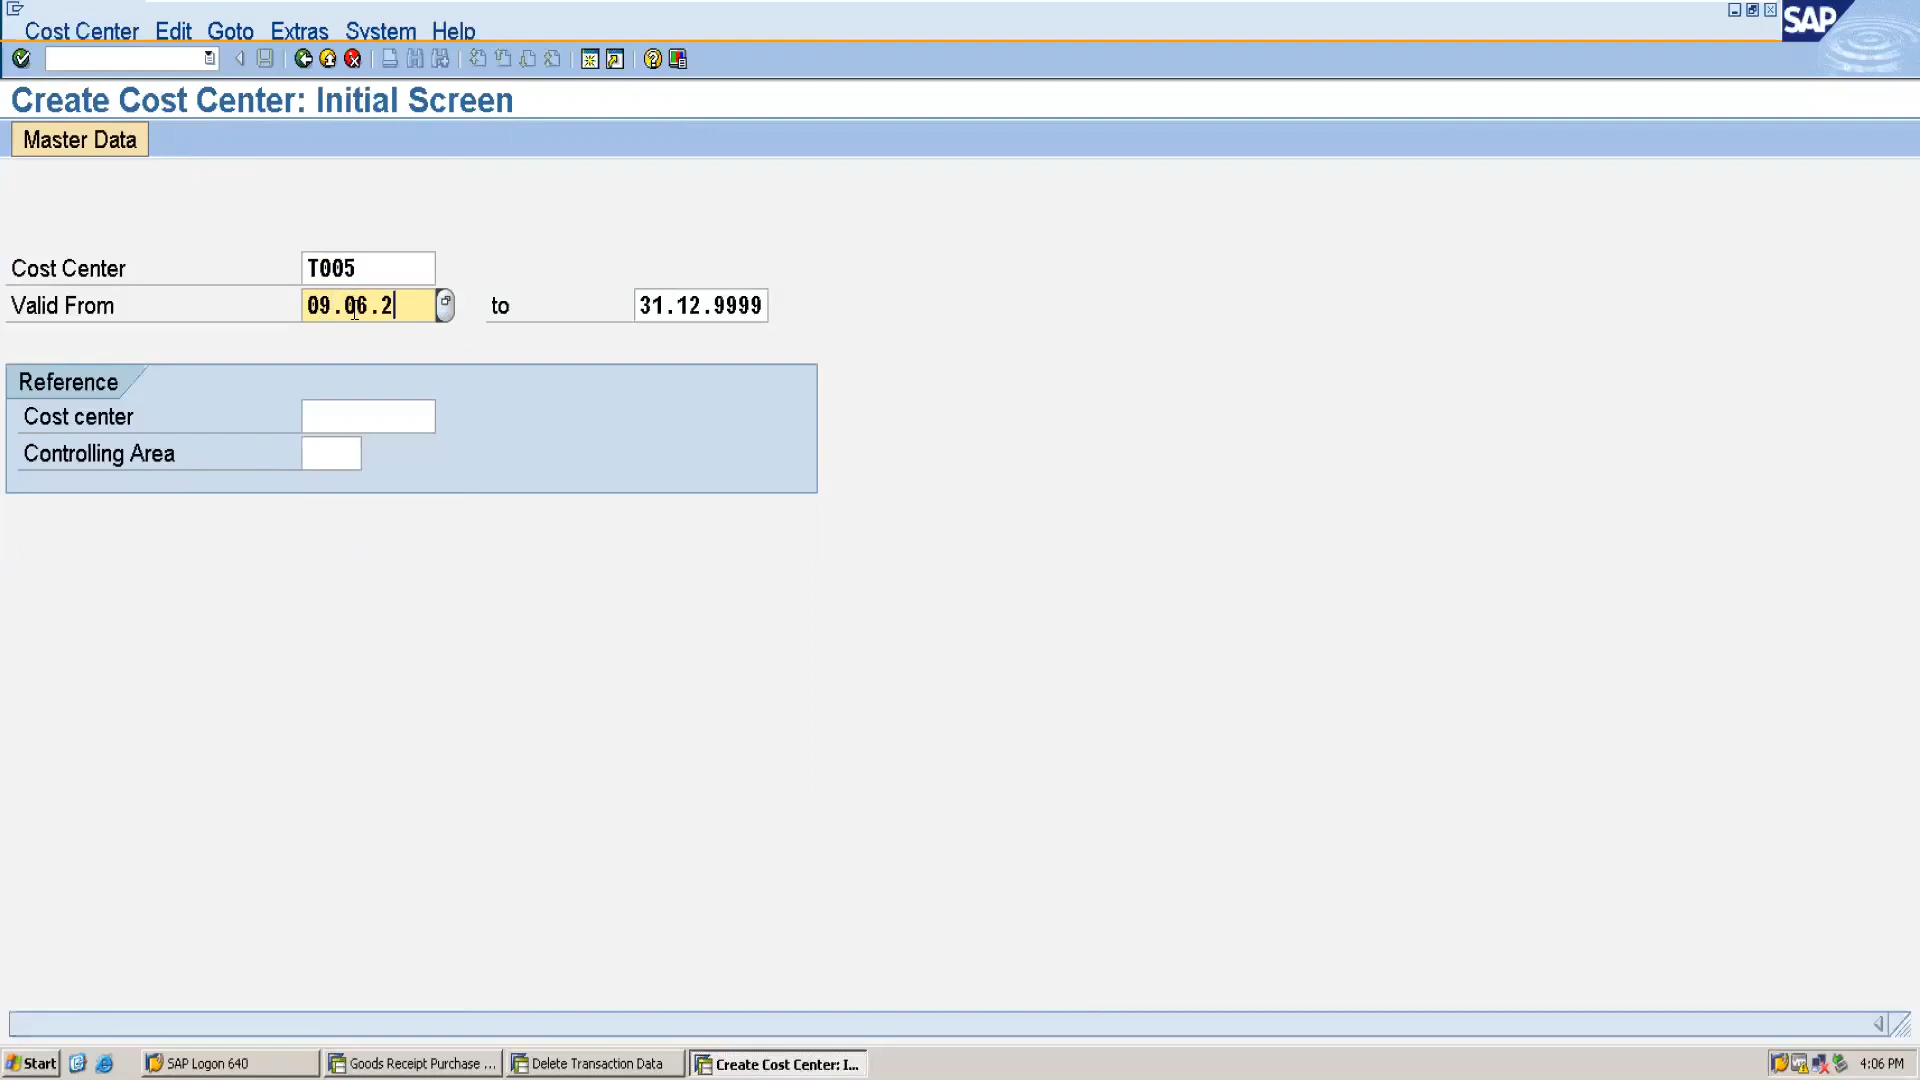 Cost Center Edit Goto Extras System Help
SAP
Create Cost Center: Initial Screen
Master Data
Cost Center T005
Valid From 09.06.2 to 31.12.9999
Reference
Cost center
Controlling Area
Start SAP Logon 640 Goods Receipt Purchase ... Delete Transaction Data Create Cost Center: I... 4:06 PM